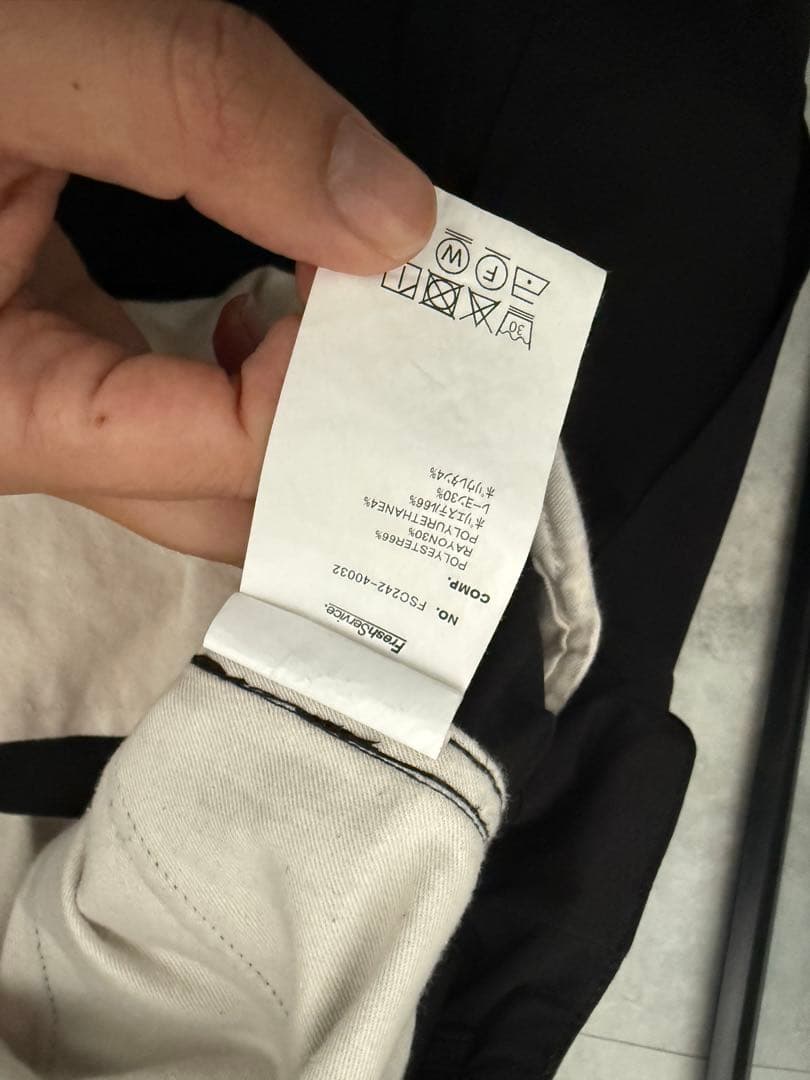 FreshService.
NO. FSC242-40032
COMP.
POLYESTER66%
RAYON30%
POLYURETHANE4%
ポリエステル66%
レーヨン30%
ポリウレタン4%
30
F W